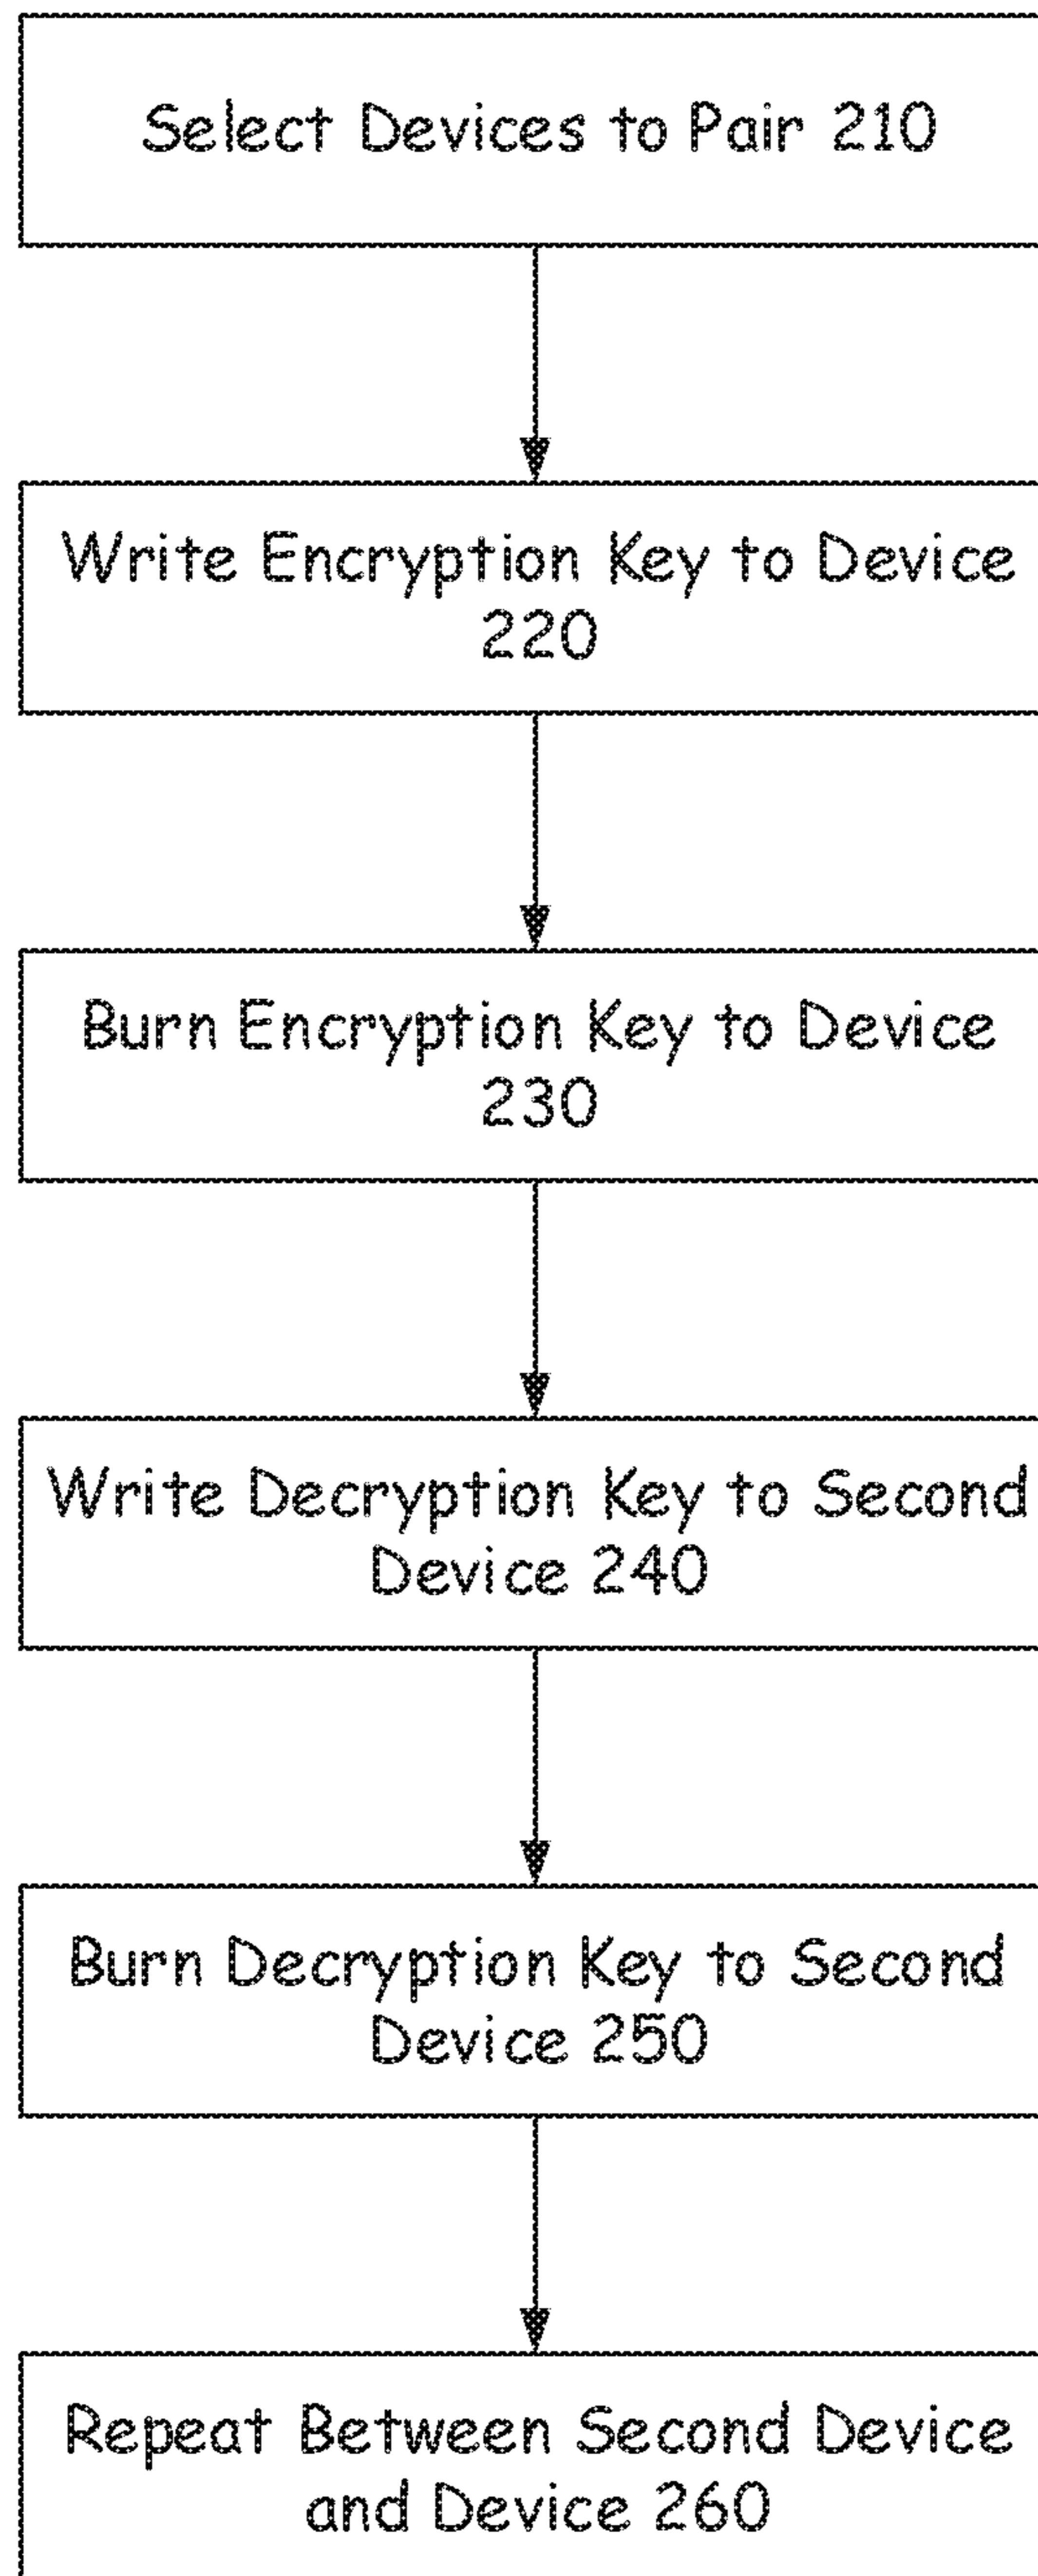 Select Devices to Pair 210
Write Encryption Key to Device
220
Burn Encryption Key to Device
230
Write Decryption Key to Second
Device 240
Burn Decryption Key to Second
Device 250
Repeat Between Second Device
and Device 260